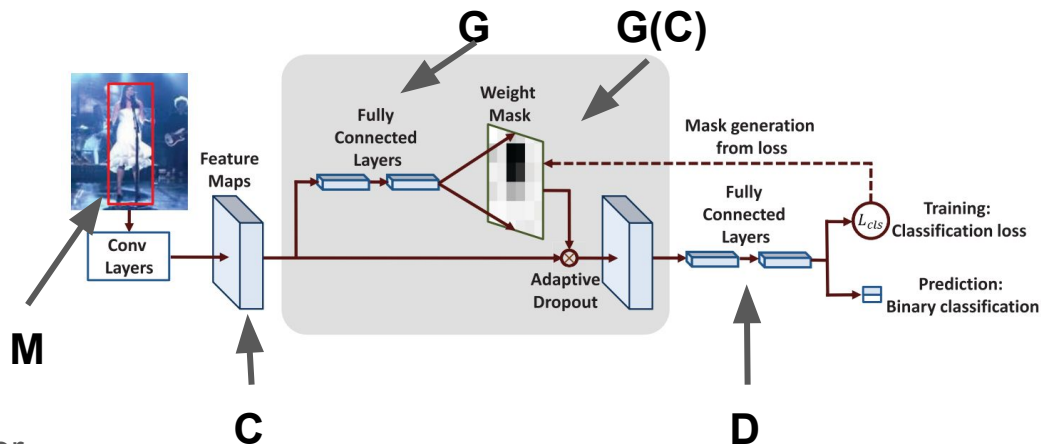 G
G(C)
Weight
Mask
Fully
Connected
Layers
Mask generation
from loss
Feature
Maps
Fully
Connected
Layers
L_cls
Training:
Classification loss
Conv
Layers
Adaptive
Dropout
Prediction:
Binary classification
M
C
D